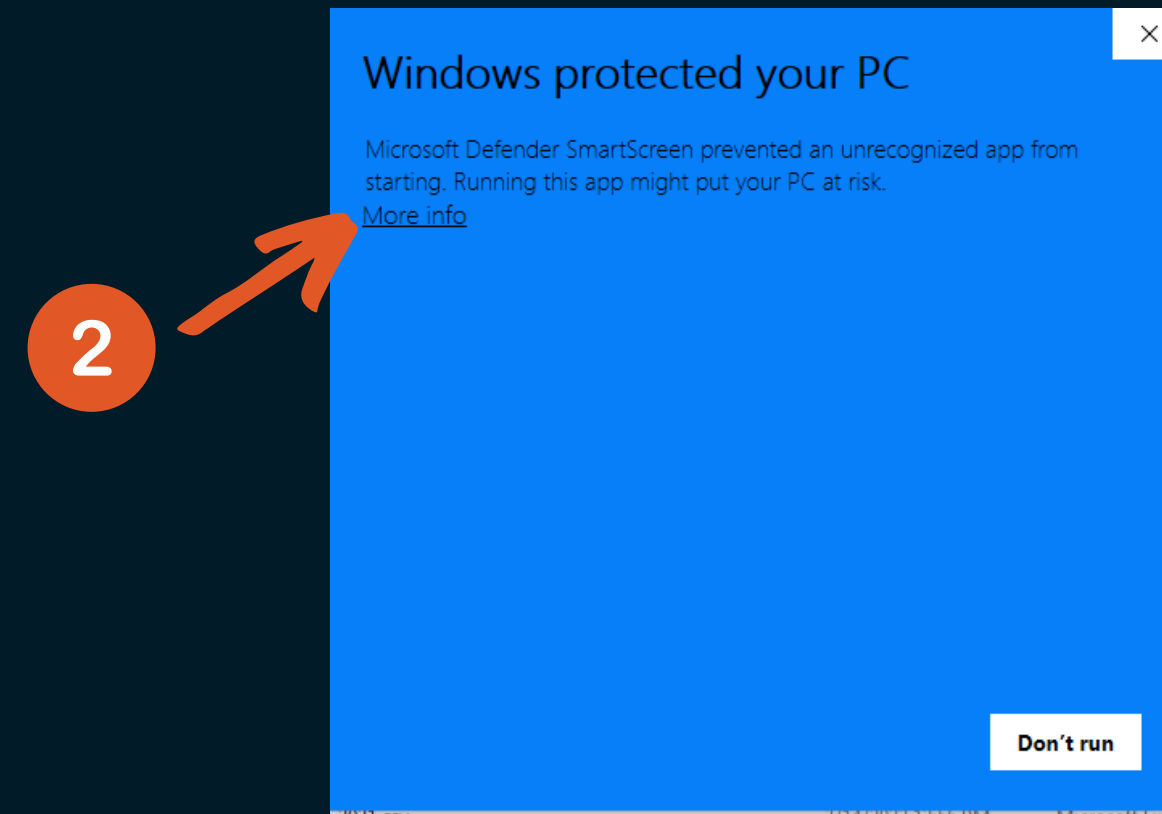 Windows protected your PC
Microsoft Defender SmartScreen prevented an unrecognized app from
starting. Running this app might put your PC at risk.
More info
2
Don't run